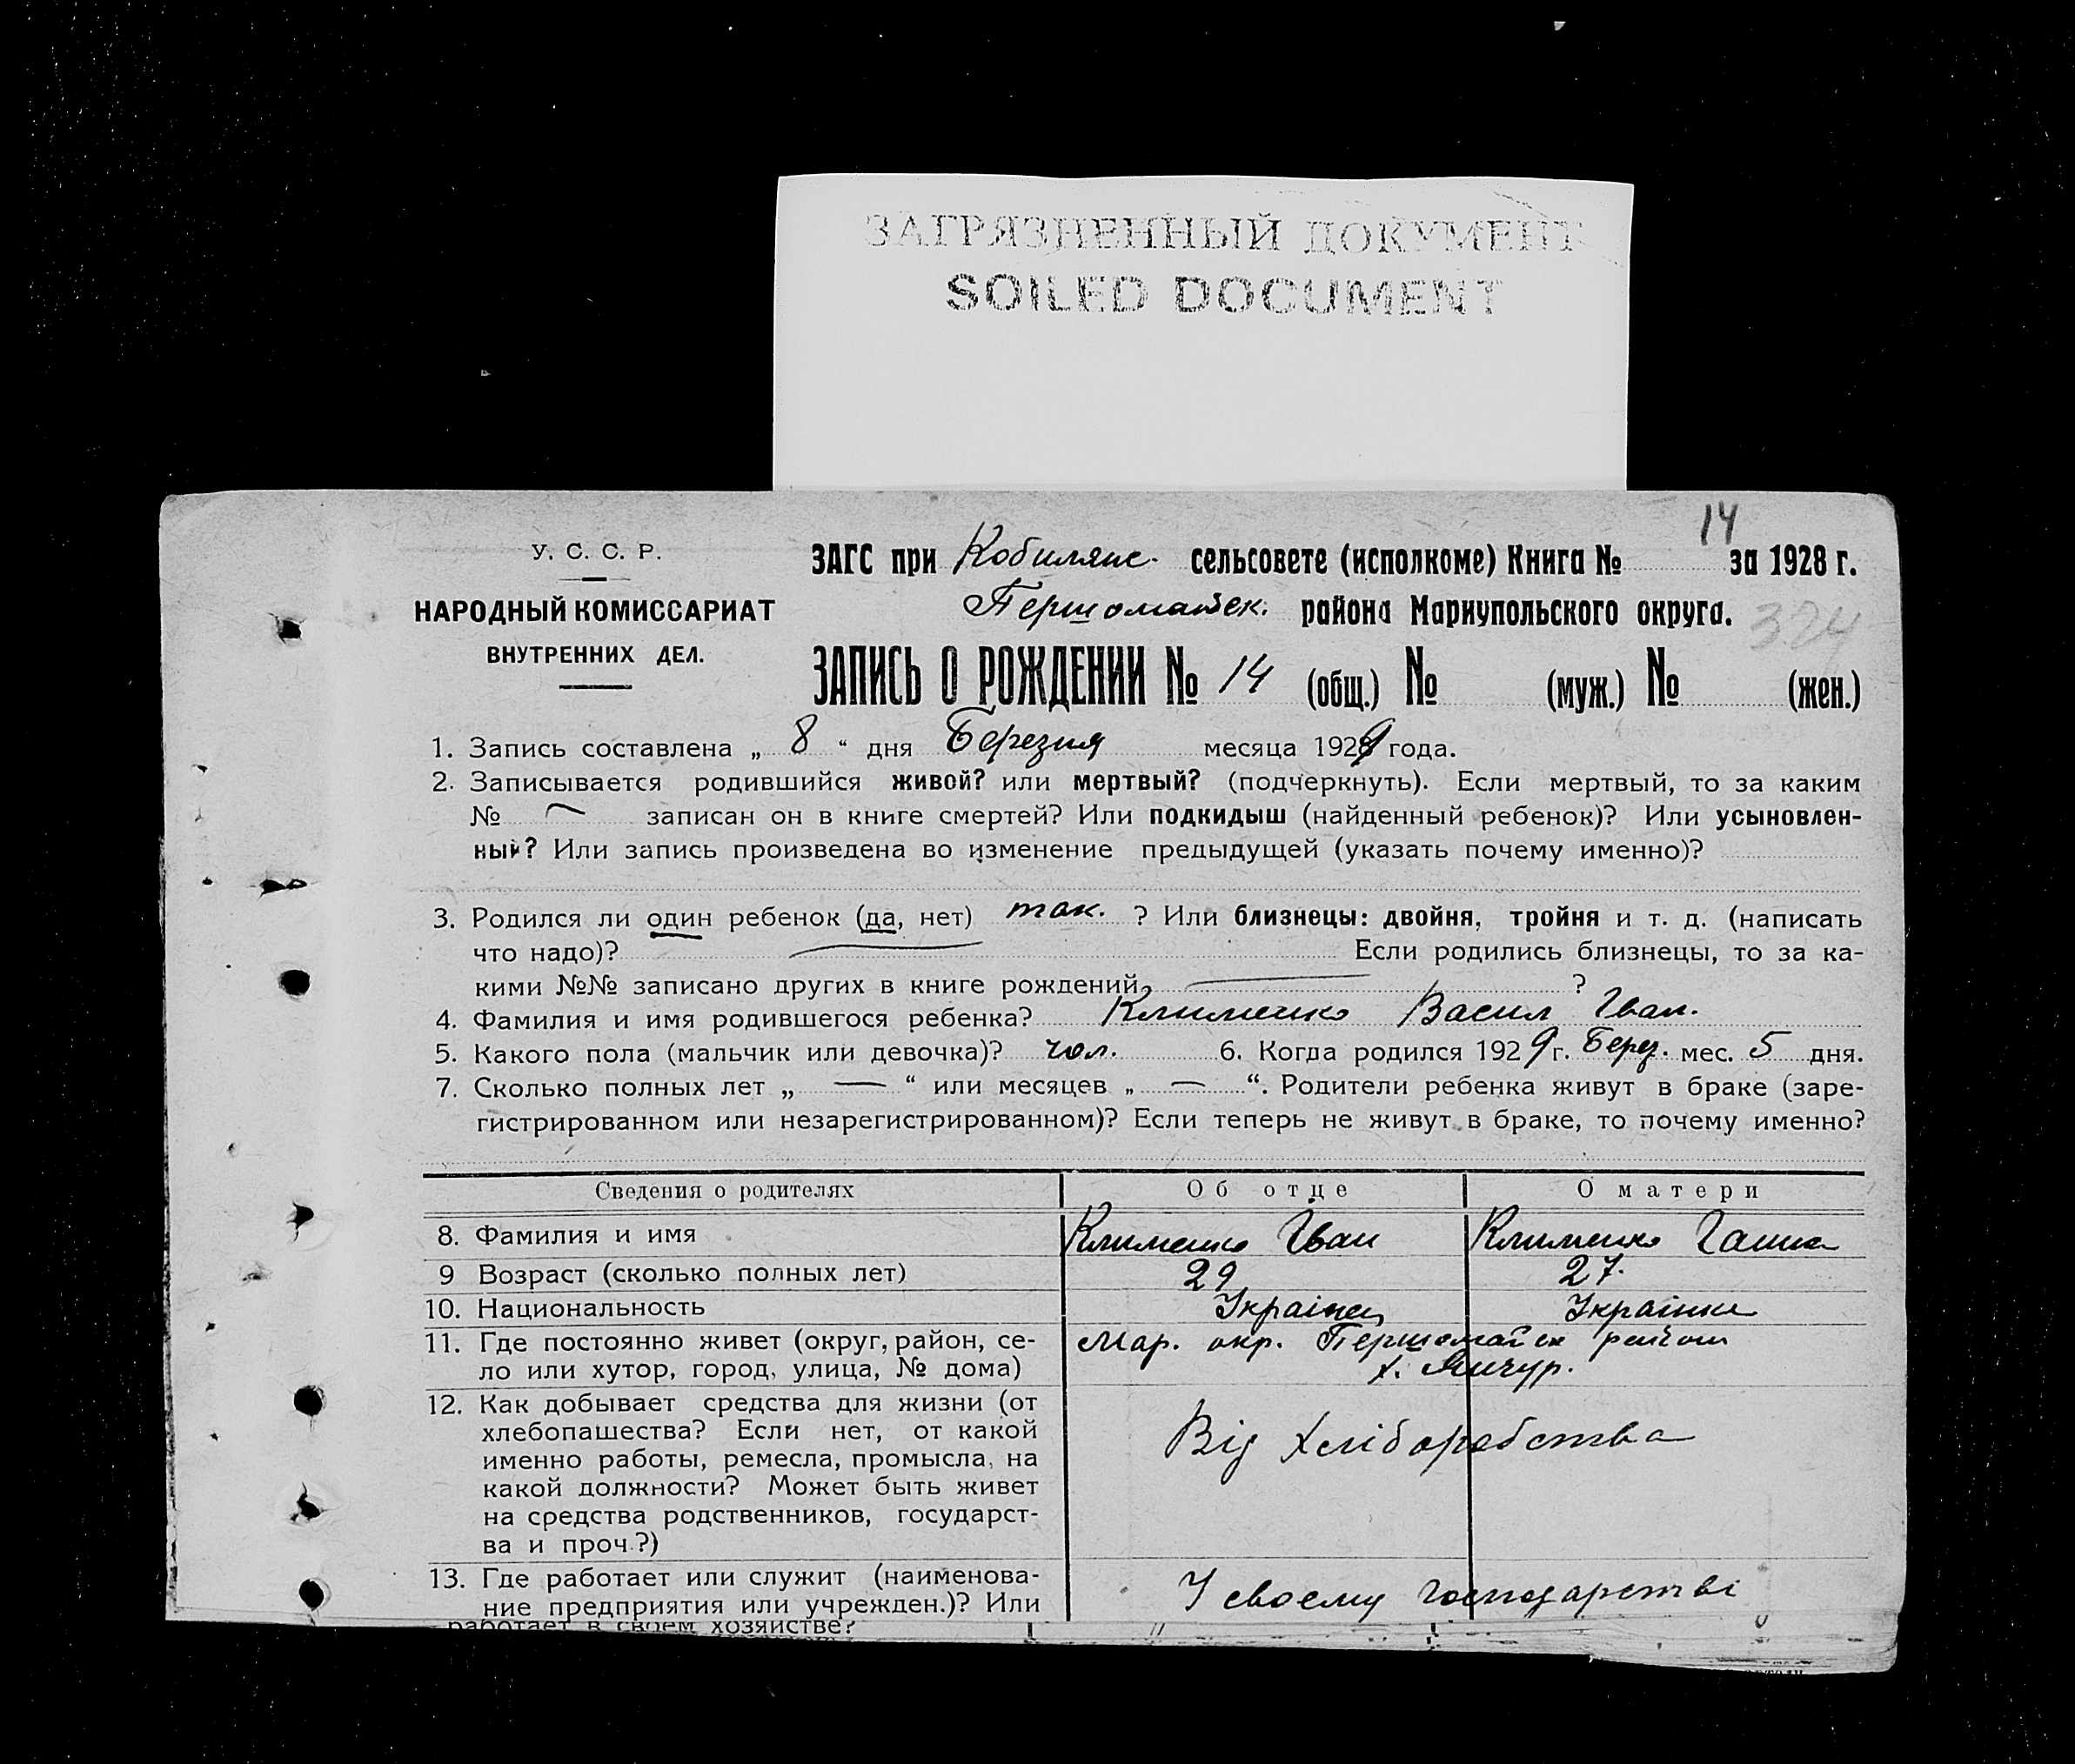 ЗАГРЯЗНЕННЫЙ ДОКУМЕНТ
SOILED DOCUMENT
14
У. С. С. Р.
НАРОДНЫЙ КОМИССАРИАТ
ВНУТРЕННИХ ДЕЛ.
ЗАГС при Кобилянс. сельсовете (исполкоме) Книга № за 1928 г.
Першомайск. района Мариупольского округа.
324
ЗАПИСЬ О РОЖДЕНИИ № 14 (общ.) № (муж.) № (жен.)
1. Запись составлена „ 8 “ дня Березня месяца 1929 года.
2. Записывается родившийся живой? или мертвый? (подчеркнуть). Если мертвый, то за каким
№ — записан он в книге смертей? Или подкидыш (найденный ребенок)? Или усыновлен-
ный? Или запись произведена во изменение предыдущей (указать почему именно)?
3. Родился ли один ребенок (да, нет) так. ? Или близнецы: двойня, тройня и т. д. (написать
что надо)? — Если родились близнецы, то за ка-
кими №№ записано других в книге рождений, — ?
4. Фамилия и имя родившегося ребенка? Клименко Васил Іван.
5. Какого пола (мальчик или девочка)? чол. 6. Когда родился 1929 г. Берез. мес. 5 дня.
7. Сколько полных лет „ — “ или месяцев „ — “. Родители ребенка живут в браке (заре-
гистрированном или незарегистрированном)? Если теперь не живут в браке, то почему именно?
Сведения о родителях Об отце О матери
8. Фамилия и имя Клименко Іван Клименко Ганна
9 Возраст (сколько полных лет) 29 27.
10. Национальность Українец Українка
11. Где постоянно живет (округ, район, се- Мар. окр. Першомайск район
ло или хутор, город, улица, № дома) х. Янчур.
12. Как добывает средства для жизни (от
хлебопашества? Если нет, от какой Від хліборобства
именно работы, ремесла, промысла, на
какой должности? Может быть живет
на средства родственников, государст-
ва и проч.?)
13. Где работает или служит (наименова- У своєму господарстві
ние предприятия или учрежден.)? Или
работает в своем хозяйстве?